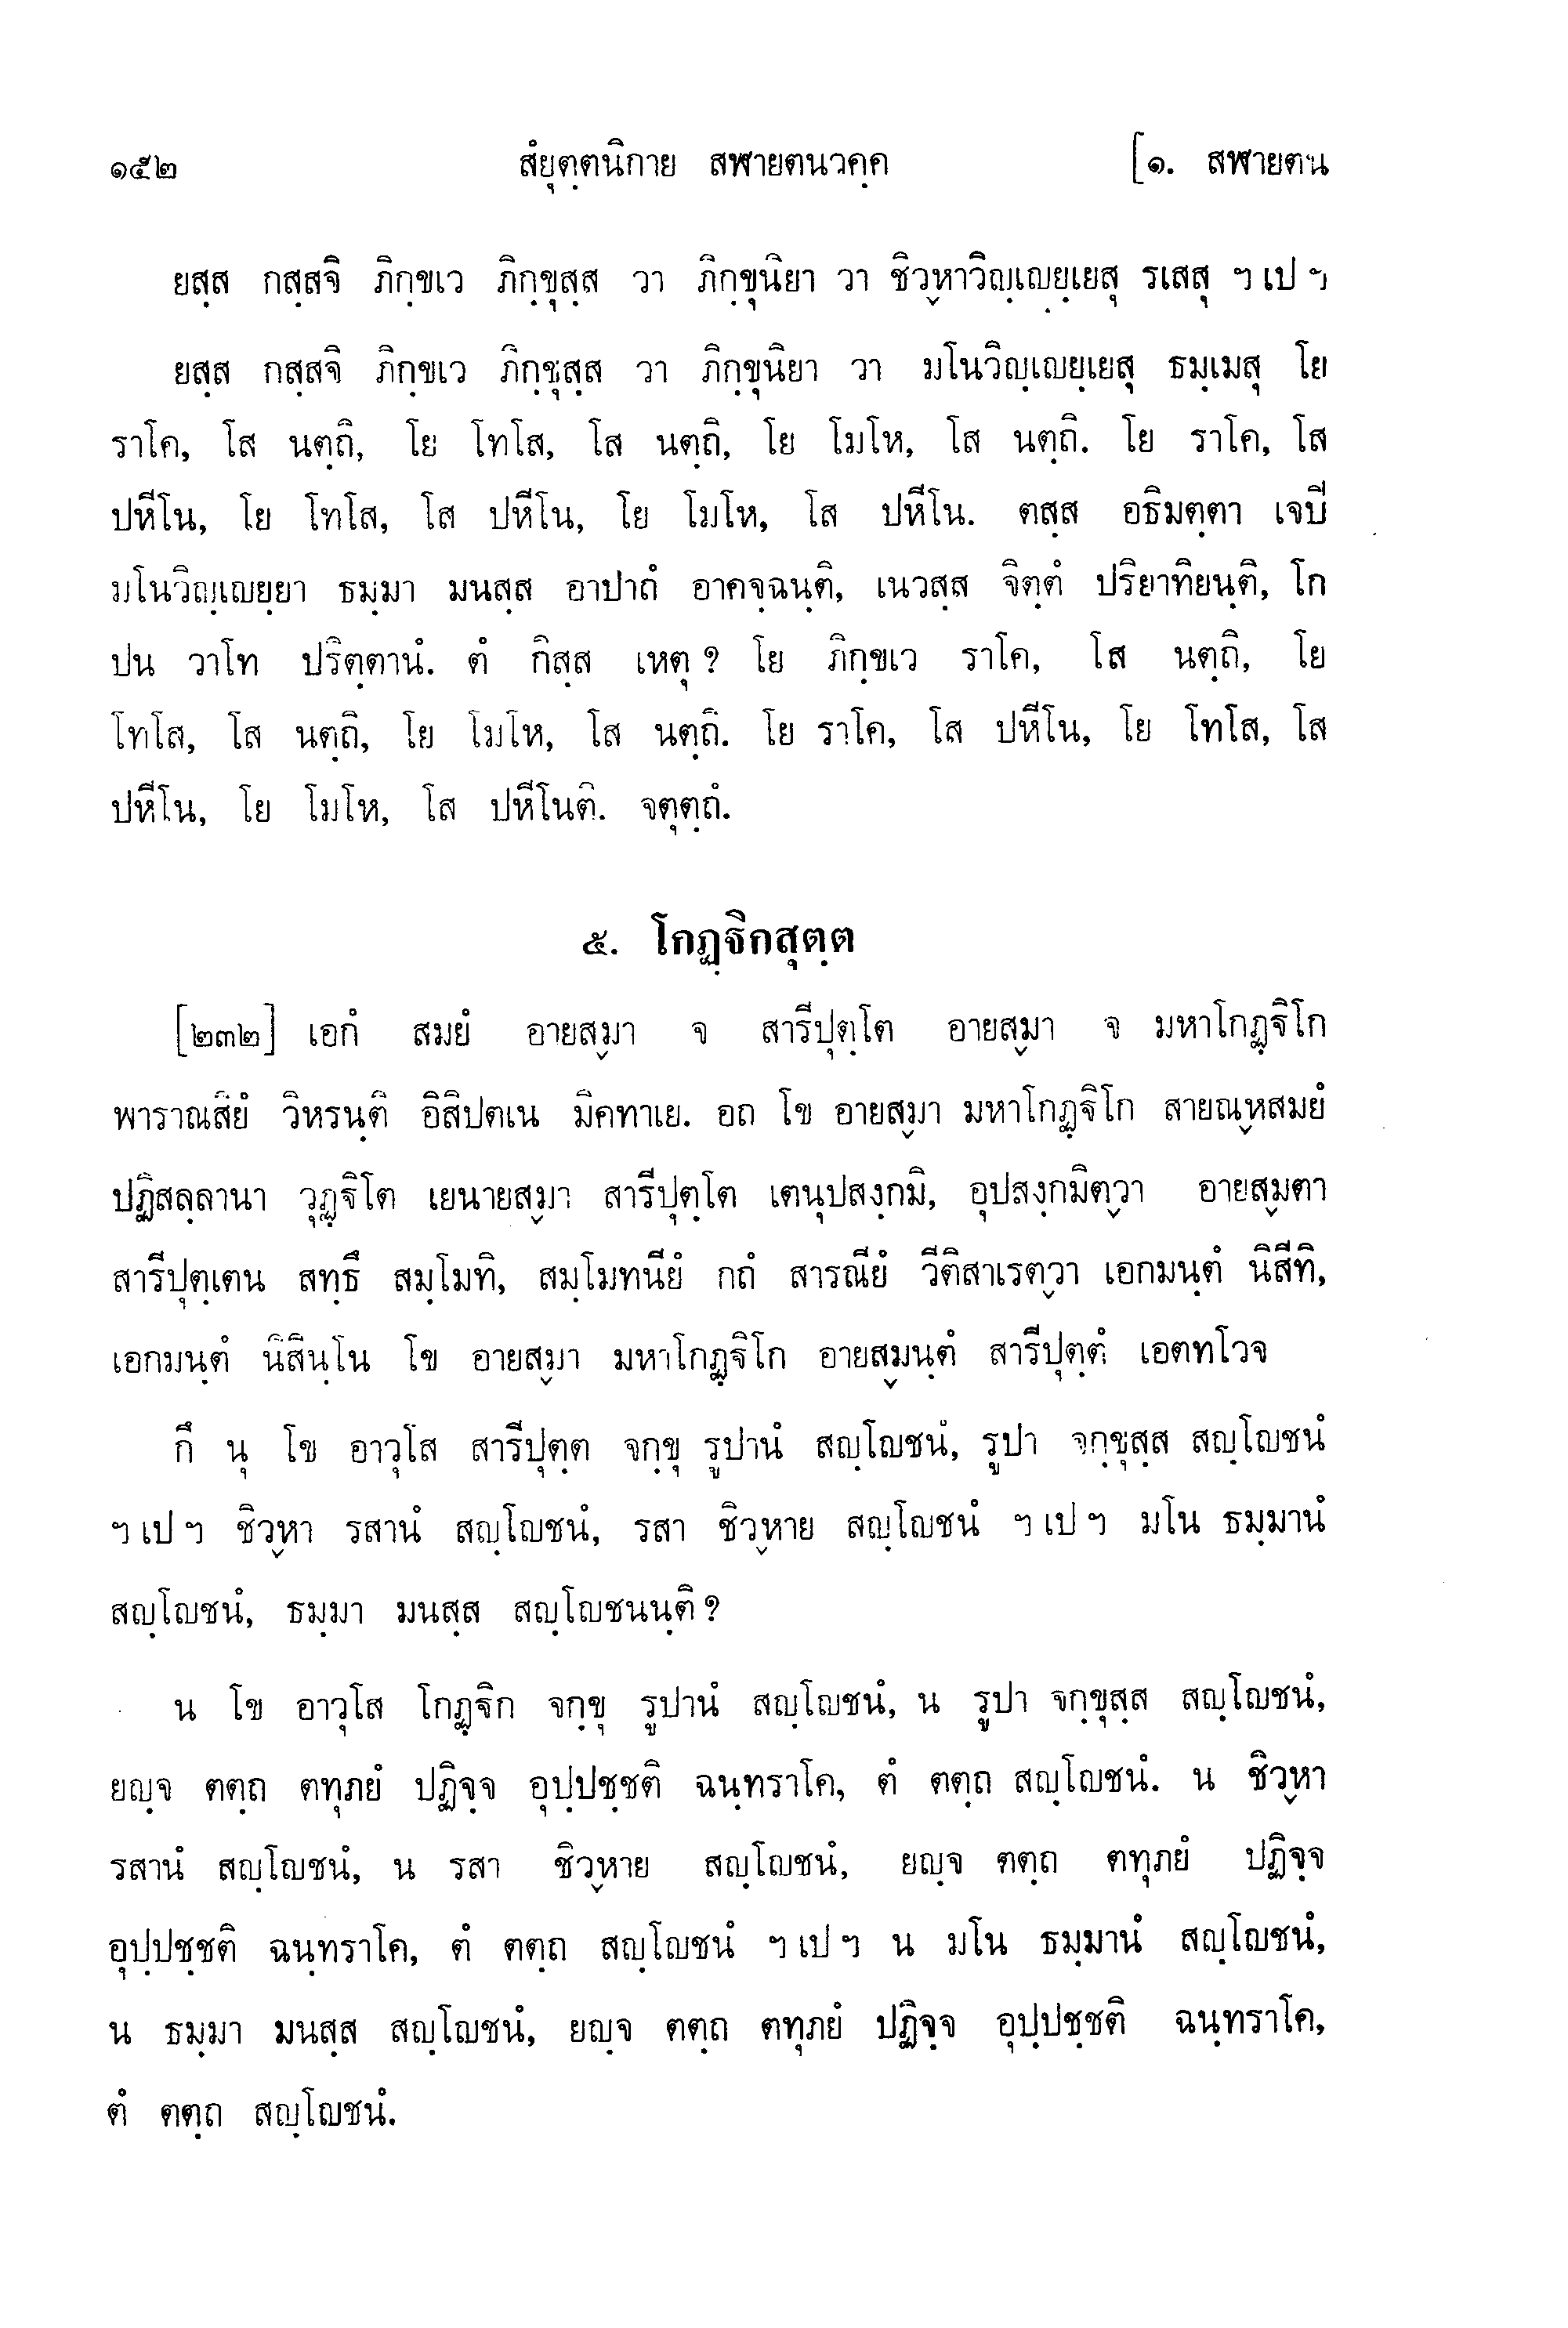 ๑๕๒ สํยุตฺตนิกาย สฬายตนวคฺค [๑. สฬายตน
ยสฺส กสฺสจิ ภิกฺขเว ภิกฺขุสฺส วา ภิกฺขุนิยา วา ชิวฺหาวิญฺเญยฺเยสุ รเสสุ ฯ เป ฯ
ยสฺส กสฺสจิ ภิกฺขเว ภิกฺขุสฺส วา ภิกฺขุนิยา วา มโนวิญฺเญยฺเยสุ ธมฺเมสุ โย
ราโค, โส นตฺถิ, โย โทโส, โส นตฺถิ, โย โมโห, โส นตฺถิ. โย ราโค, โส
ปหีโน, โย โทโส, โส ปหีโน, โย โมโห, โส ปหีโน. ตสฺส อธิมตฺตา เจปี
มโนวิญฺเญยฺยา ธมฺมา มนสฺส อาปาถํ อาคจฺฉนฺติ, เนวสฺส จิตฺตํ ปริยาทิยนฺติ, โก
ปน วาโท ปริตฺตานํ. ตํ กิสฺส เหตุ ? โย ภิกฺขเว ราโค, โส นตฺถิ, โย
โทโส, โส นตฺถิ, โย โมโห, โส นตฺถิ. โย ราโค, โส ปหีโน, โย โทโส, โส
ปหีโน, โย โมโห, โส ปหีโนติ. จตุตฺถํ.
๕. โกฏฺฐิกสุตฺต
[๒๓๒] เอกํ สมยํ อายสฺมา จ สารีปุตฺโต อายสฺมา จ มหาโกฏฺฐิโก
พาราณสิยํ วิหรนฺติ อิสิปตเน มิคทาเย. อถ โข อายสฺมา มหาโกฏฺฐิโก สายณฺหสมยํ
ปฏิสลฺลานา วุฏฺฐิโต เยนายสฺมา สารีปุตฺโต เตนุปสงฺกมิ, อุปสงฺกมิตฺวา อายสฺมตา
สารีปุตฺเตน สทฺธึ สมฺโมทิ, สมฺโมทนียํ กถํ สารณียํ วีติสาเรตฺวา เอกมนฺตํ นิสีทิ,
เอกมนฺตํ นิสินฺโน โข อายสฺมา มหาโกฏฺฐิโก อายสฺมนฺตํ สารีปุตฺตํ เอตทโวจ
กึ นุ โข อาวุโส สารีปุตฺต จกฺขุ รูปานํ สญฺโญชนํ, รูปา จกฺขุสฺส สญฺโญชนํ
ฯ เป ฯ ชิวฺหา รสานํ สญฺโญชนํ, รสา ชิวฺหาย สญฺโญชนํ ฯ เป ฯ มโน ธมฺมานํ
สญฺโญชนํ, ธมฺมา มนสฺส สญฺโญชนนฺติ ?
น โข อาวุโส โกฏฺฐิก จกฺขุ รูปานํ สญฺโญชนํ, น รูปา จกฺขุสฺส สญฺโญชนํ,
ยญฺจ ตตฺถ ตทุภยํ ปฏิจฺจ อุปฺปชฺชติ ฉนฺทราโค, ตํ ตตฺถ สญฺโญชนํ. น ชิวฺหา
รสานํ สญฺโญชนํ, น รสา ชิวฺหาย สญฺโญชนํ, ยญฺจ ตตฺถ ตทุภยํ ปฏิจฺจ
อุปฺปชฺชติ ฉนฺทราโค, ตํ ตตฺถ สญฺโญชนํ ฯ เป ฯ น มโน ธมฺมานํ สญฺโญชนํ,
น ธมฺมา มนสฺส สญฺโญชนํ, ยญฺจ ตตฺถ ตทุภยํ ปฏิจฺจ อุปฺปชฺชติ ฉนฺทราโค,
ตํ ตตฺถ สญฺโญชนํ.